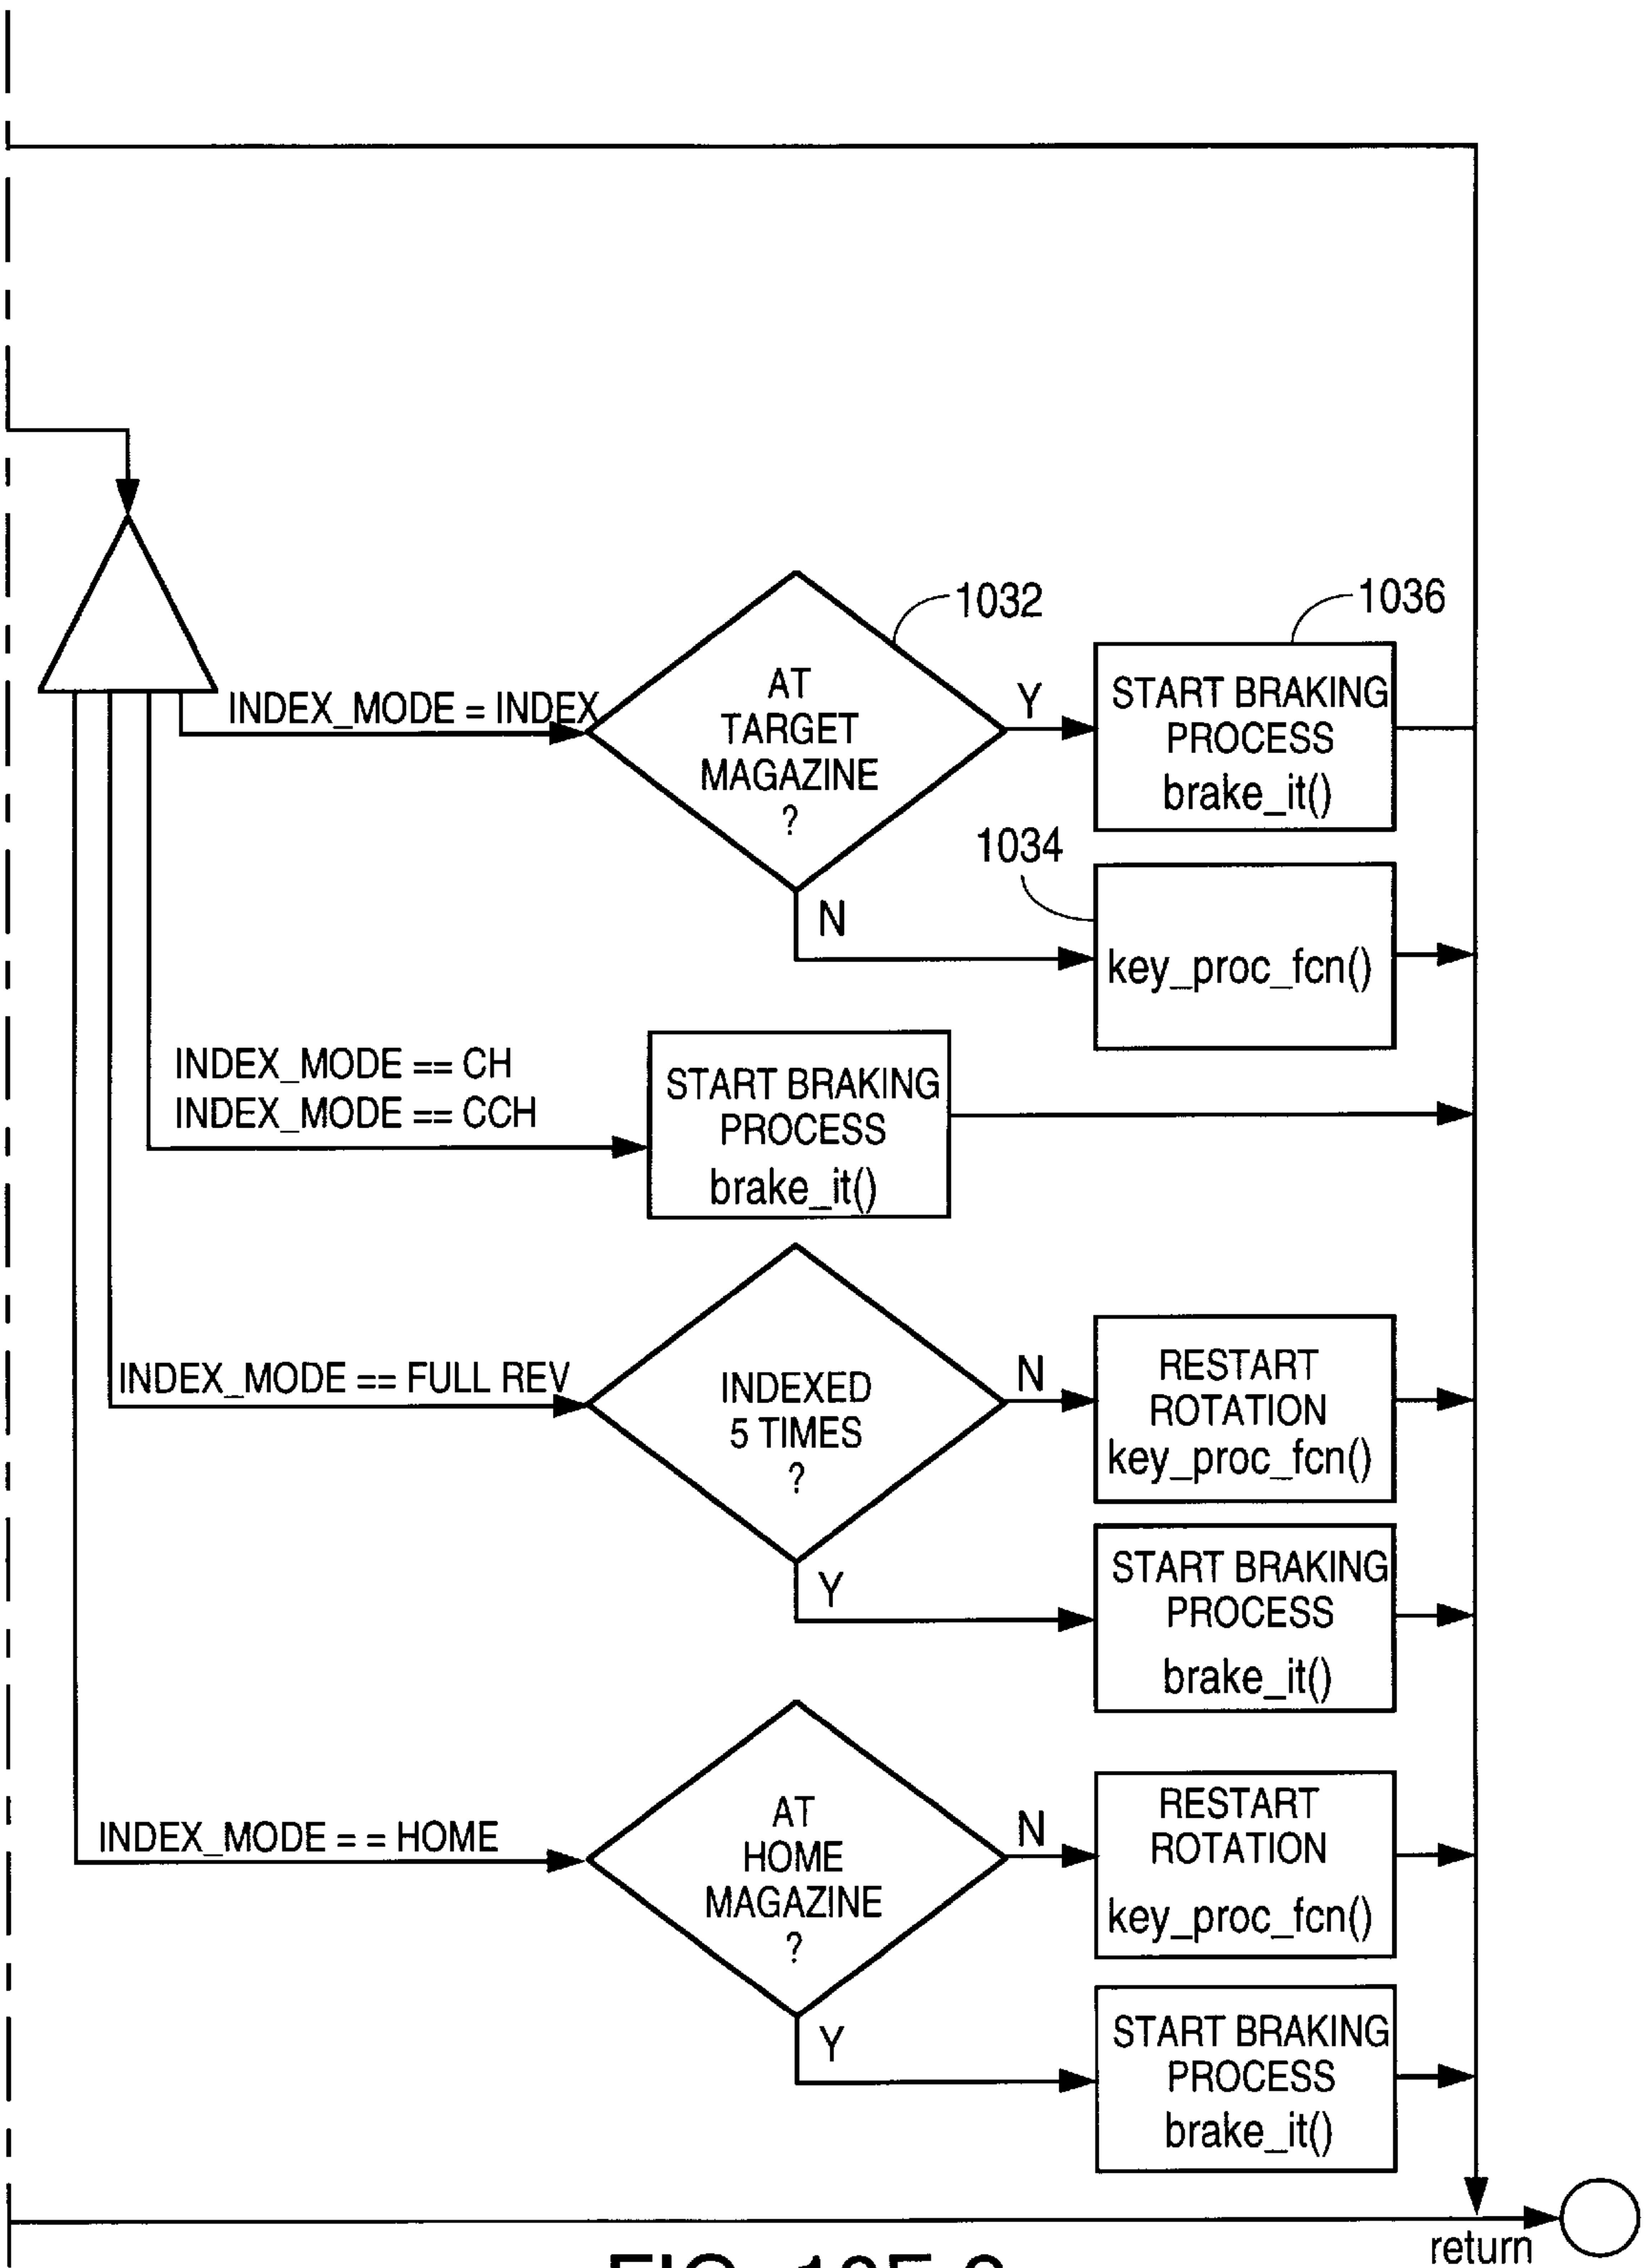 1032
1036
AT
TARGET
MAGAZINE
?
INDEX_MODE = INDEX
Y
START BRAKING
PROCESS
brake_it()
1034
N
key_proc_fcn()
INDEX_MODE == CH
INDEX_MODE == CCH
START BRAKING
PROCESS
brake_it()
INDEX_MODE == FULL REV
INDEXED
5 TIMES
?
N
RESTART
ROTATION
key_proc_fcn()
Y
START BRAKING
PROCESS
brake_it()
INDEX_MODE = = HOME
AT
HOME
MAGAZINE
?
N
RESTART
ROTATION
key_proc_fcn()
Y
START BRAKING
PROCESS
brake_it()
return